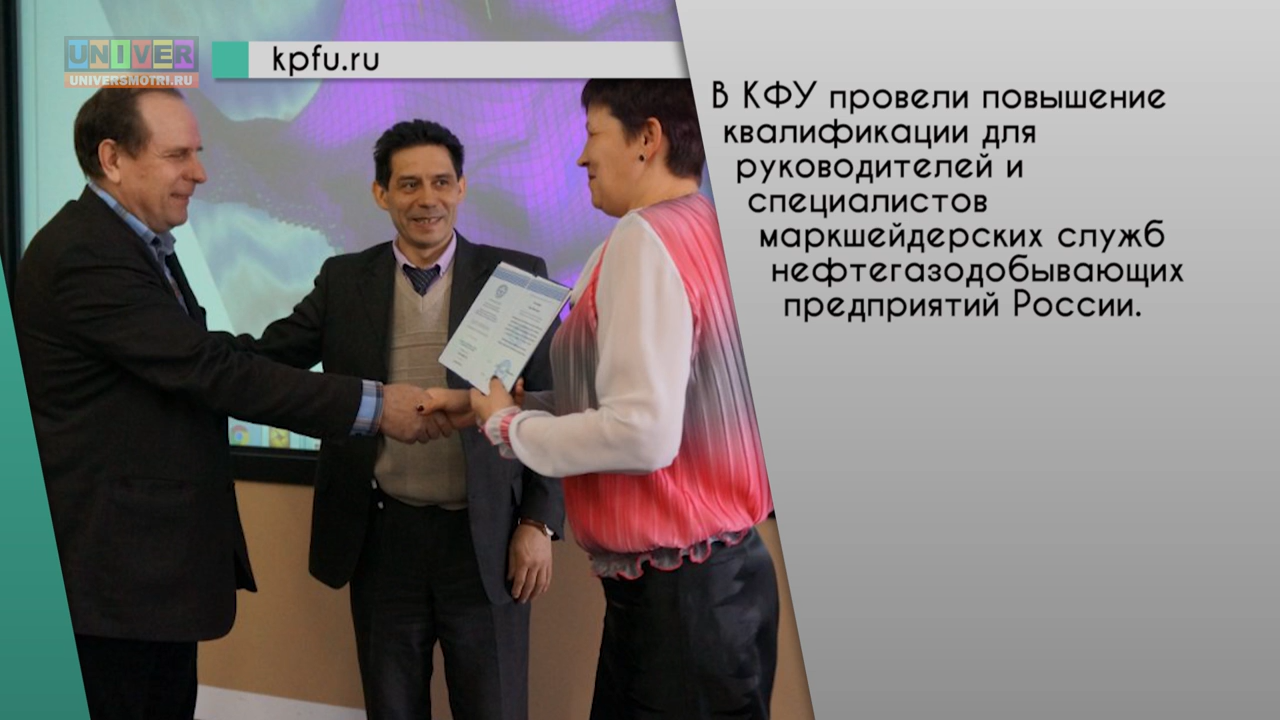 UNIVER
UNIVERSMOTRI.RU
kpfu.ru
В КФУ провели повышение
квалификации для
руководителей и
специалистов
маркшейдерских служб
нефтегазодобывающих
предприятий России.